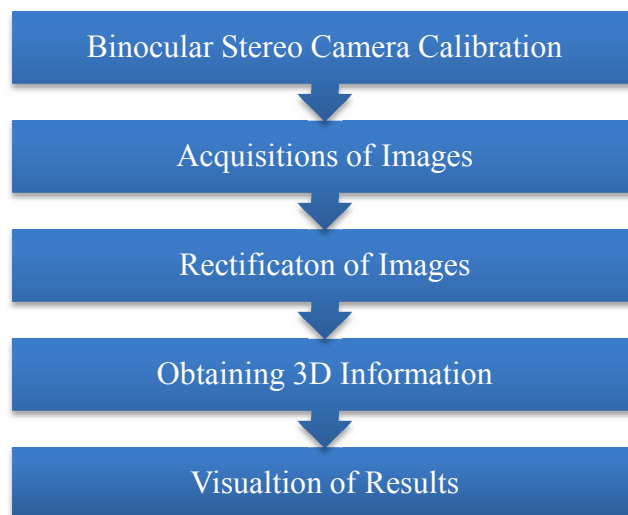 Binocular Stereo Camera Calibration
Acquisitions of Images
Rectificaton of Images
Obtaining 3D Information
Visualtion of Results